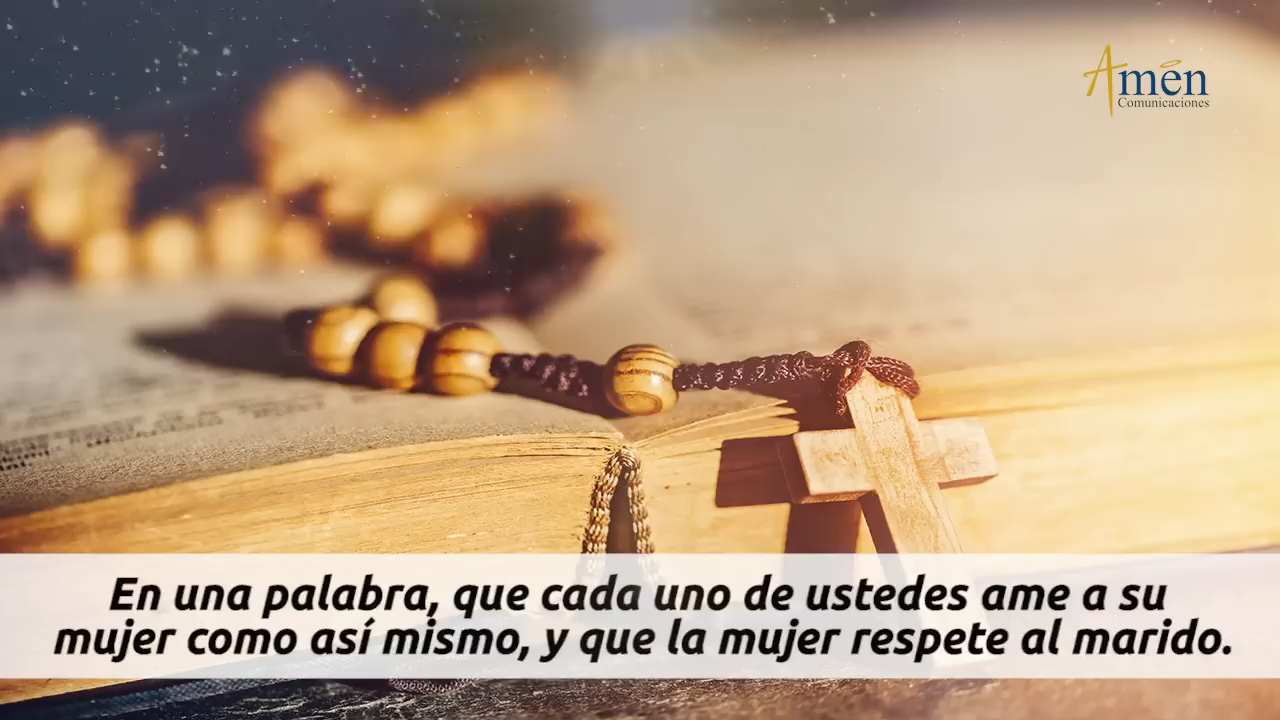 Amén
Comunicaciones
En una palabra, que cada uno de ustedes ame a su
mujer como así mismo, y que la mujer respete al marido.